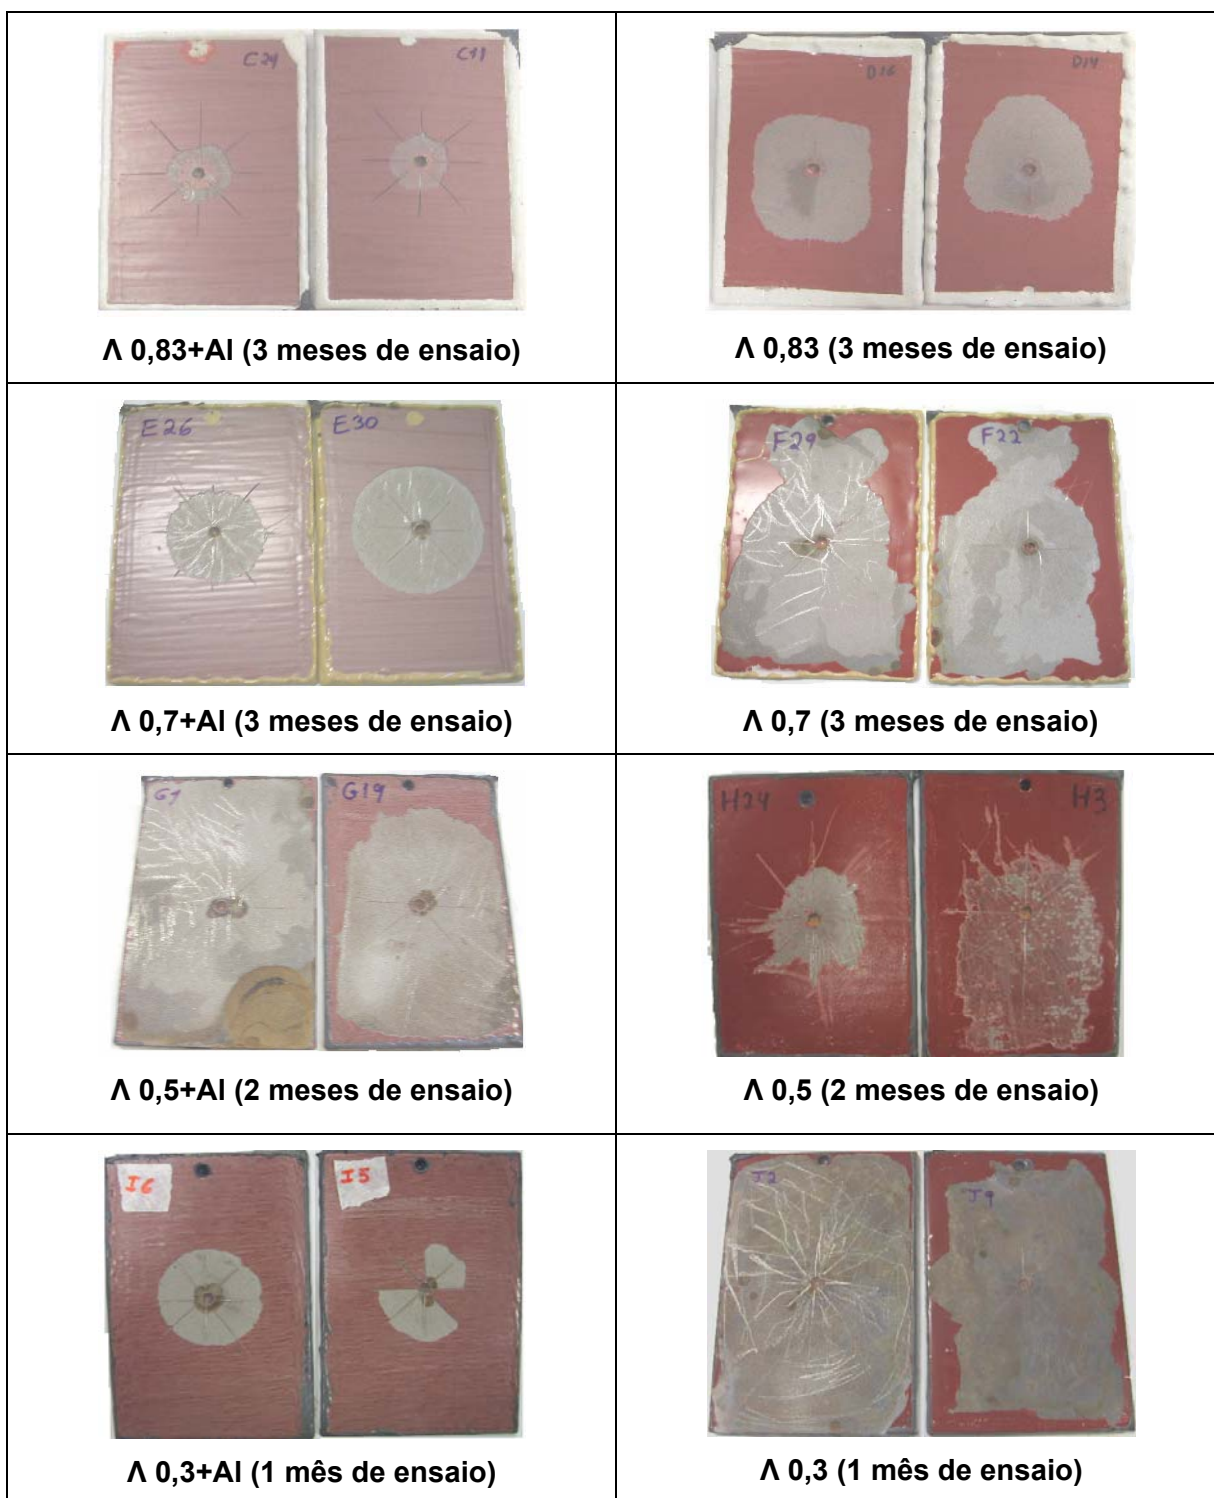 C24 C11
D26 D14
Λ 0,83+Al (3 meses de ensaio)
Λ 0,83 (3 meses de ensaio)
E26 E30
F29 F22
Λ 0,7+Al (3 meses de ensaio)
Λ 0,7 (3 meses de ensaio)
G19
H24 H3
Λ 0,5+Al (2 meses de ensaio)
Λ 0,5 (2 meses de ensaio)
I6 I5
J2 J9
Λ 0,3+Al (1 mês de ensaio)
Λ 0,3 (1 mês de ensaio)